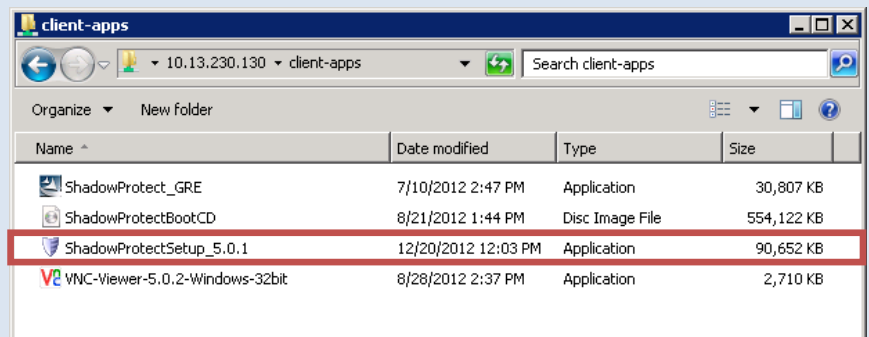 client-apps
10.13.230.130 client-apps Search client-apps
Organize New folder
Name Date modified Type Size
ShadowProtect_GRE 7/10/2012 2:47 PM Application 30,807 KB
ShadowProtectBootCD 8/21/2012 1:44 PM Disc Image File 554,122 KB
ShadowProtectSetup_5.0.1 12/20/2012 12:03 PM Application 90,652 KB
VNC-Viewer-5.0.2-Windows-32bit 8/28/2012 2:37 PM Application 2,710 KB